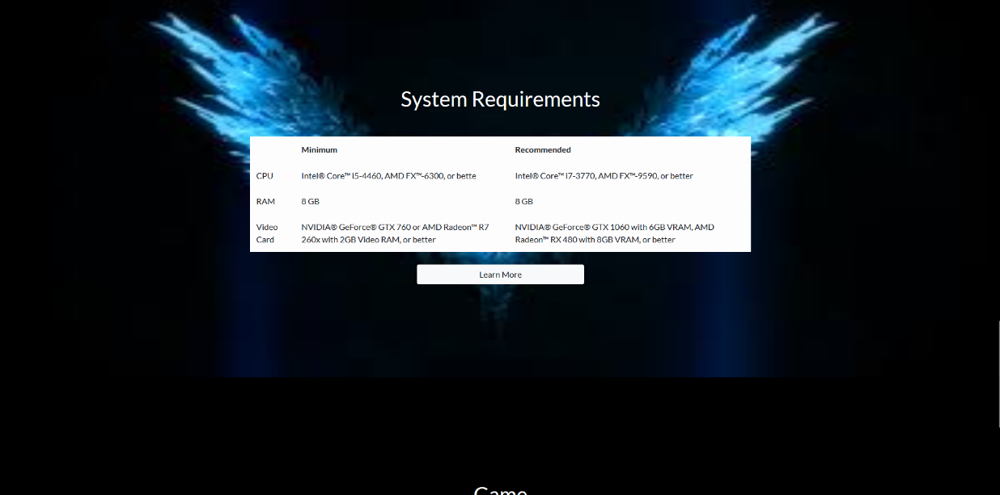 System Requirements
Minimum Recommended
CPU Intel® Core™ i5-4460, AMD FX™-6300, or bette Intel® Core™ i7-3770, AMD FX™-9590, or better
RAM 8 GB 8 GB
Video NVIDIA® GeForce® GTX 760 or AMD Radeon™ R7 NVIDIA® GeForce® GTX 1060 with 6GB VRAM, AMD
Card 260x with 2GB Video RAM, or better Radeon™ RX 480 with 8GB VRAM, or better
Learn More
Game